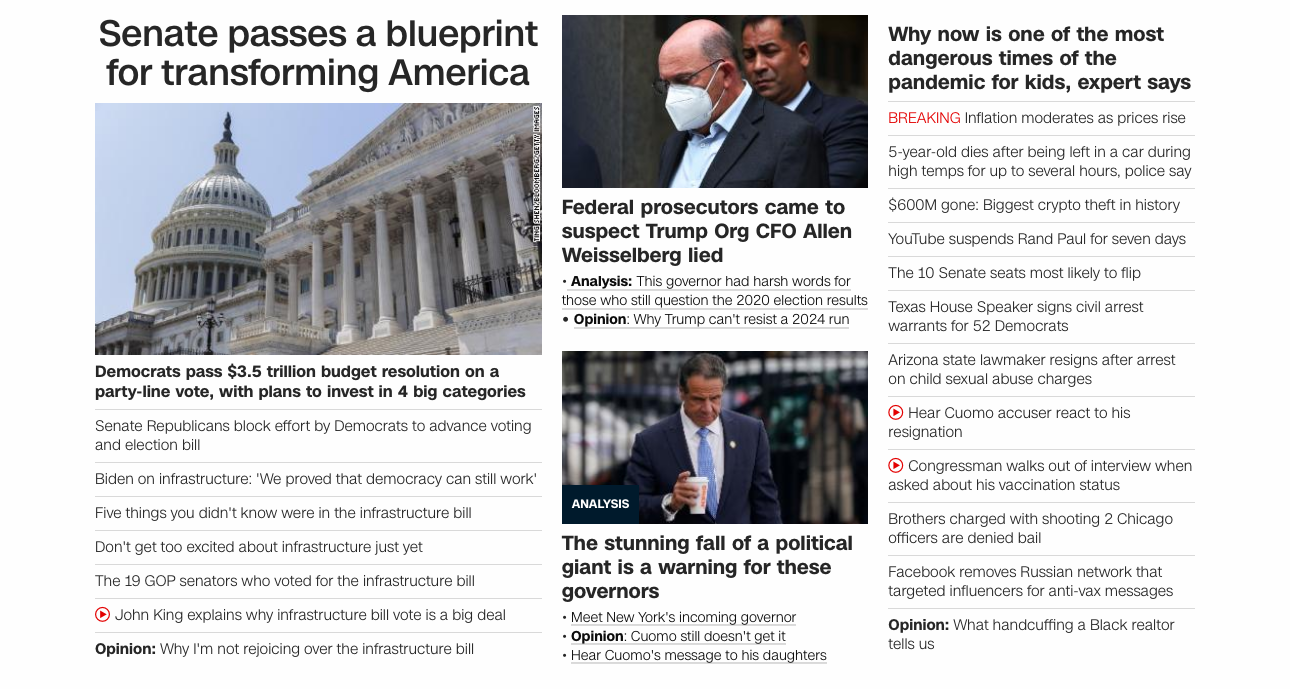 Senate passes a blueprint
for transforming America
TING SHEN/BLOOMBERG/GETTY IMAGES
Democrats pass $3.5 trillion budget resolution on a
party-line vote, with plans to invest in 4 big categories
Senate Republicans block effort by Democrats to advance voting
and election bill
Biden on infrastructure: 'We proved that democracy can still work'
Five things you didn't know were in the infrastructure bill
Don't get too excited about infrastructure just yet
The 19 GOP senators who voted for the infrastructure bill
John King explains why infrastructure bill vote is a big deal
Opinion: Why I'm not rejoicing over the infrastructure bill
Federal prosecutors came to
suspect Trump Org CFO Allen
Weisselberg lied
• Analysis: This governor had harsh words for
those who still question the 2020 election results
• Opinion: Why Trump can't resist a 2024 run
ANALYSIS
The stunning fall of a political
giant is a warning for these
governors
• Meet New York's incoming governor
• Opinion: Cuomo still doesn't get it
• Hear Cuomo's message to his daughters
Why now is one of the most
dangerous times of the
pandemic for kids, expert says
BREAKING Inflation moderates as prices rise
5-year-old dies after being left in a car during
high temps for up to several hours, police say
$600M gone: Biggest crypto theft in history
YouTube suspends Rand Paul for seven days
The 10 Senate seats most likely to flip
Texas House Speaker signs civil arrest
warrants for 52 Democrats
Arizona state lawmaker resigns after arrest
on child sexual abuse charges
Hear Cuomo accuser react to his
resignation
Congressman walks out of interview when
asked about his vaccination status
Brothers charged with shooting 2 Chicago
officers are denied bail
Facebook removes Russian network that
targeted influencers for anti-vax messages
Opinion: What handcuffing a Black realtor
tells us